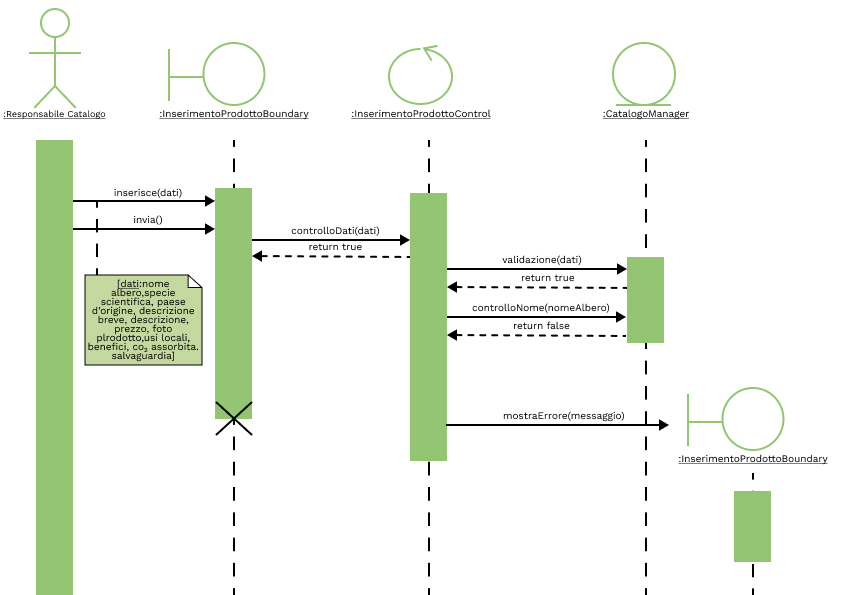 :Responsabile Catalogo
:InserimentoProdottoBoundary
:InserimentoProdottoControl
:CatalogoManager
inserisce(dati)
invia()
controlloDati(dati)
return true
validazione(dati)
return true
controlloNome(nomeAlbero)
return false
[dati:nome
albero,specie
scientifica, paese
d'origine, descrizione
breve, descrizione,
prezzo, foto
plrodotto,usi locali,
benefici, co₂ assorbita.
salvaguardia]
mostraErrore(messaggio)
:InserimentoProdottoBoundary